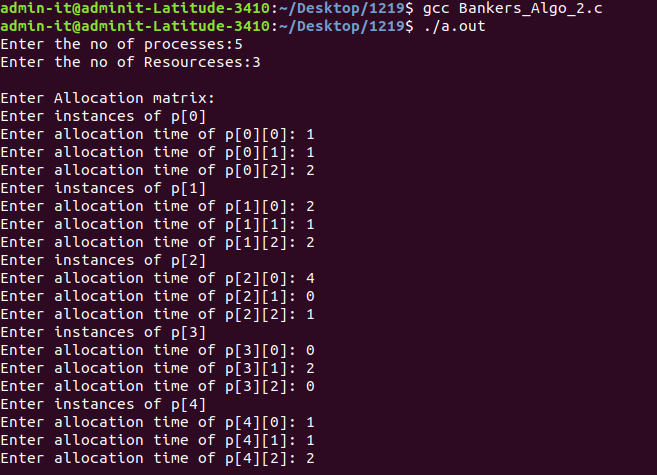 admin-it@adminit-Latitude-3410:~/Desktop/1219$ gcc Bankers_Algo_2.c
admin-it@adminit-Latitude-3410:~/Desktop/1219$ ./a.out
Enter the no of processes:5
Enter the no of Resourceses:3
Enter Allocation matrix:
Enter instances of p[0]
Enter allocation time of p[0][0]: 1
Enter allocation time of p[0][1]: 1
Enter allocation time of p[0][2]: 2
Enter instances of p[1]
Enter allocation time of p[1][0]: 2
Enter allocation time of p[1][1]: 1
Enter allocation time of p[1][2]: 2
Enter instances of p[2]
Enter allocation time of p[2][0]: 4
Enter allocation time of p[2][1]: 0
Enter allocation time of p[2][2]: 1
Enter instances of p[3]
Enter allocation time of p[3][0]: 0
Enter allocation time of p[3][1]: 2
Enter allocation time of p[3][2]: 0
Enter instances of p[4]
Enter allocation time of p[4][0]: 1
Enter allocation time of p[4][1]: 1
Enter allocation time of p[4][2]: 2